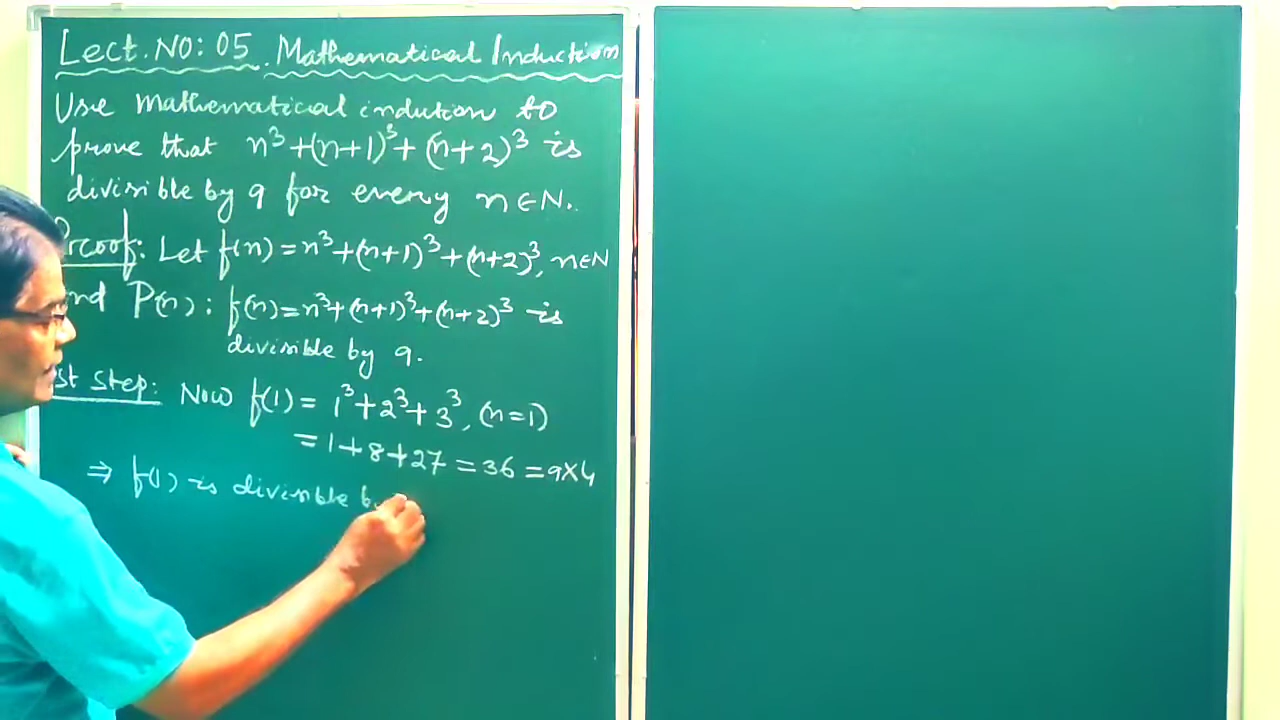 Lect. NO: 05. Mathematical Induction
Use mathematical indution to
prove that n³+(n+1)³+(n+2)³ is
divisible by 9 for every n∈N.
Proof: Let f(n)=n³+(n+1)³+(n+2)³, n∈N
and P(n): f(n)=n³+(n+1)³+(n+2)³ is
divisible by 9.
st step: Now f(1) = 1³+2³+3³, (n=1)
=1+8+27=36=9×4
⇒ f(1) is divisible b